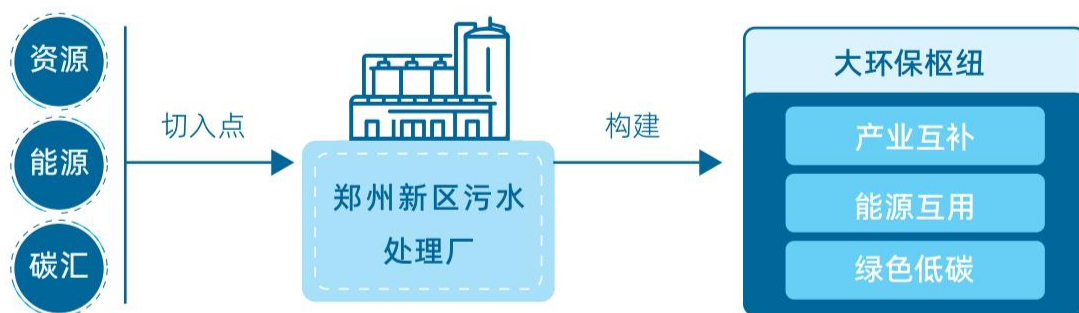 资源
能源
碳汇
切入点
郑州新区污水
处理厂
构建
大环保枢纽
产业互补
能源互用
绿色低碳